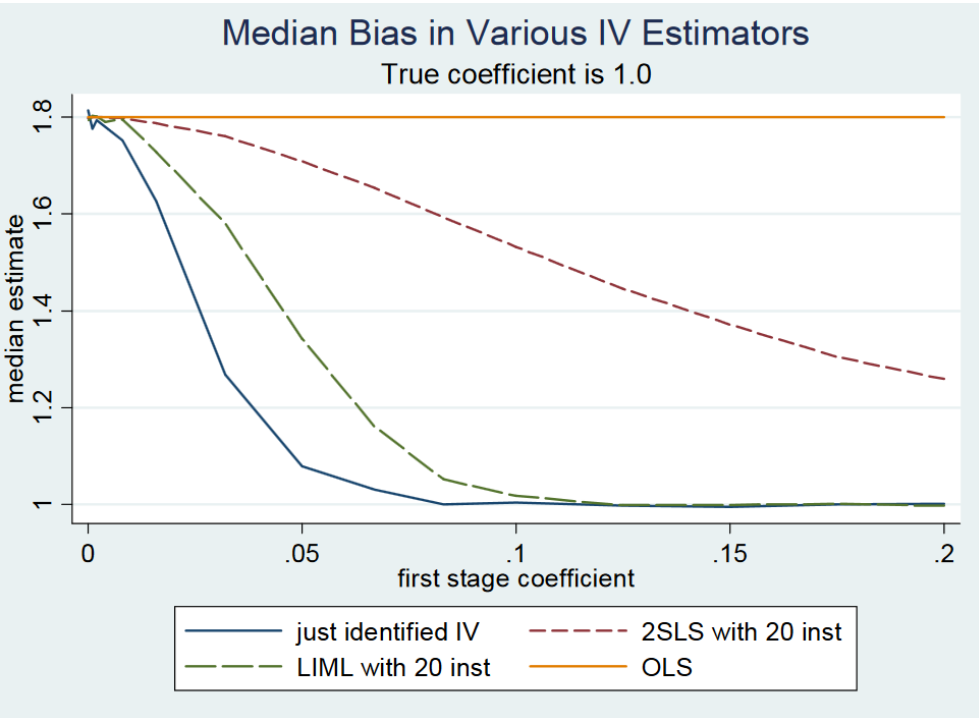 Median Bias in Various IV Estimators
True coefficient is 1.0
median estimate
1.8
1.6
1.4
1.2
1
0 .05 .1 .15 .2
first stage coefficient
just identified IV 2SLS with 20 inst
LIML with 20 inst OLS